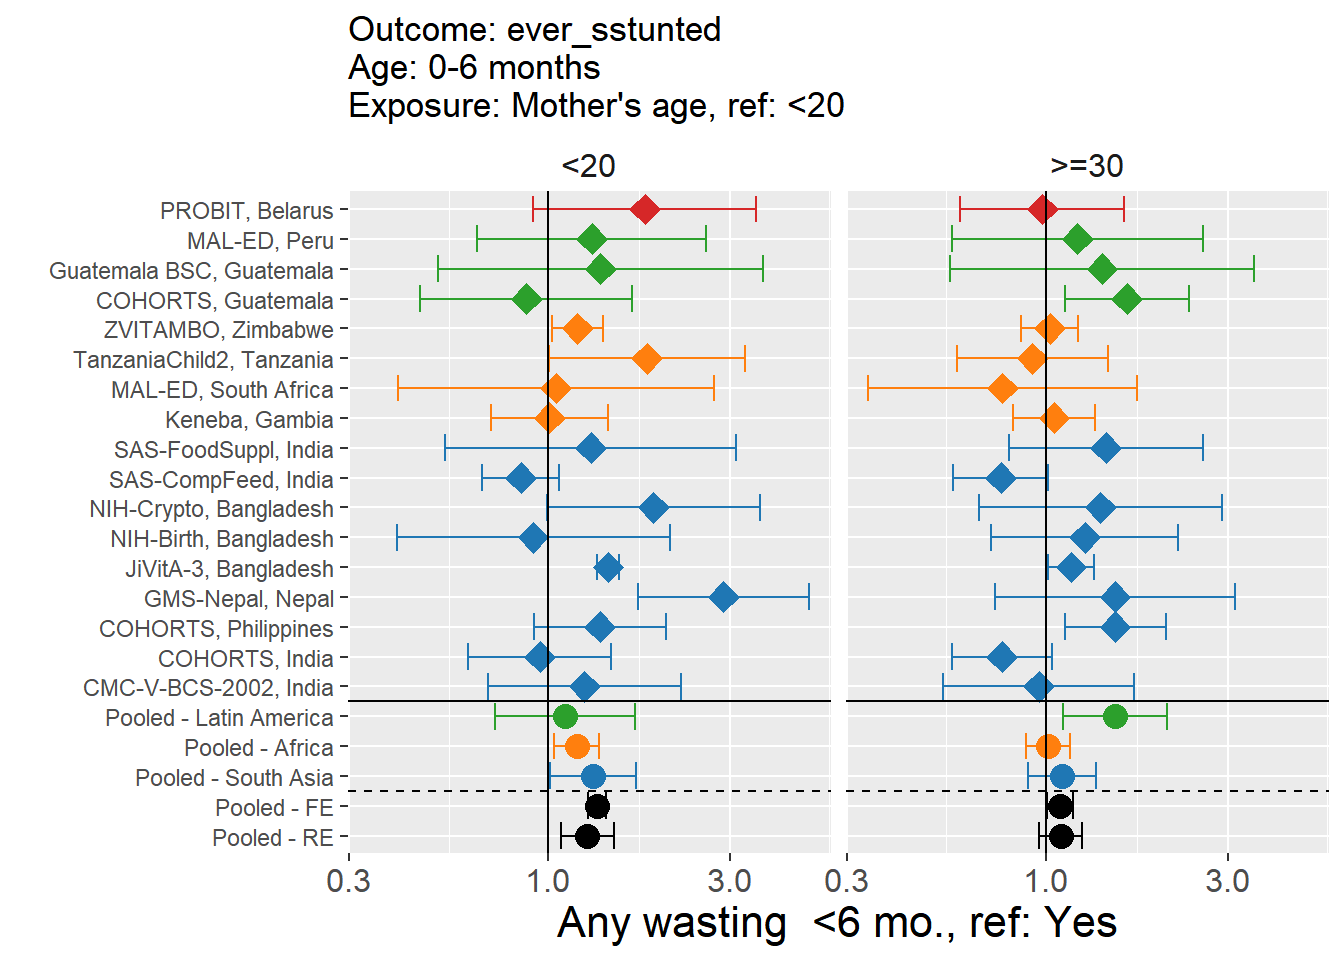 Outcome: ever_sstunted
Age: 0-6 months
Exposure: Mother's age, ref: <20
<20 >=30
PROBIT, Belarus
MAL-ED, Peru
Guatemala BSC, Guatemala
COHORTS, Guatemala
ZVITAMBO, Zimbabwe
TanzaniaChild2, Tanzania
MAL-ED, South Africa
Keneba, Gambia
SAS-FoodSuppl, India
SAS-CompFeed, India
NIH-Crypto, Bangladesh
NIH-Birth, Bangladesh
JiVitA-3, Bangladesh
GMS-Nepal, Nepal
COHORTS, Philippines
COHORTS, India
CMC-V-BCS-2002, India
Pooled - Latin America
Pooled - Africa
Pooled - South Asia
Pooled - FE
Pooled - RE
0.3 1.0 3.0 0.3 1.0 3.0
Any wasting  <6 mo., ref: Yes